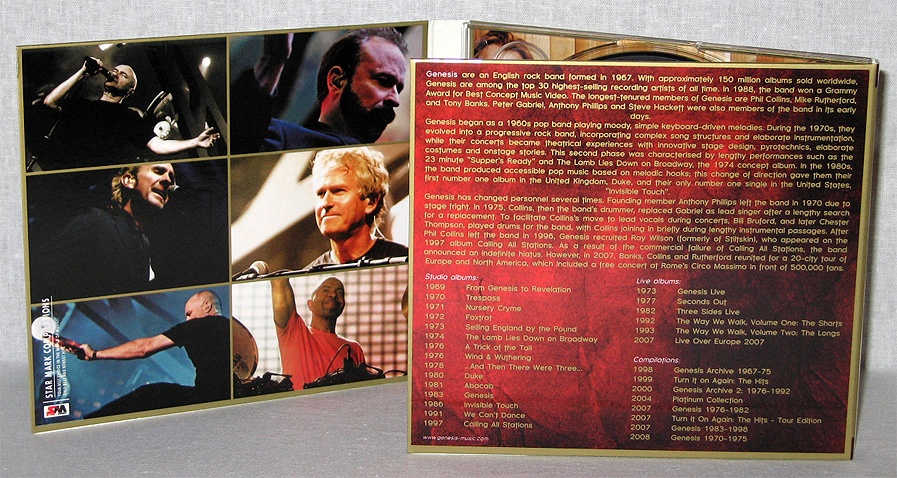 STAR MARK COMPILATIONS
Genesis are an English rock band formed in 1967. With approximately 150 million albums sold worldwide,
Genesis are among the top 30 highest-selling recording artists of all time. In 1988, the band won a Grammy
Award for Best Concept Music Video. The longest-tenured members of Genesis are Phil Collins, Mike Rutherford,
and Tony Banks. Peter Gabriel, Anthony Phillips and Steve Hackett were also members of the band in its early
days.
Genesis began as a 1960s pop band playing moody, simple keyboard-driven melodies. During the 1970s, they
evolved into a progressive rock band, incorporating complex song structures and elaborate instrumentation,
while their concerts became theatrical experiences with innovative stage design, pyrotechnics, elaborate
costumes and onstage stories. This second phase was characterised by lengthy performances such as the
23 minute "Supper's Ready" and The Lamb Lies Down on Broadway, the 1974 concept album. In the 1980s,
the band produced accessible pop music based on melodic hooks; this change of direction gave them their
first number one album in the United Kingdom, Duke, and their only number one single in the United States,
"Invisible Touch".
Genesis has changed personnel several times. Founding member Anthony Phillips left the band in 1970 due to
stage fright. In 1975, Collins, then the band's drummer, replaced Gabriel as lead singer after a lengthy search
for a replacement. To facilitate Collins's move to lead vocals during concerts, Bill Bruford, and later Chester
Thompson, played drums for the band, with Collins joining in briefly during lengthy instrumental passages. After
Phil Collins left the band in 1996, Genesis recruited Ray Wilson (formerly of Stiltskin), who appeared on the
1997 album Calling All Stations. As a result of the commercial failure of Calling All Stations, the band
announced an indefinite hiatus. However, in 2007, Banks, Collins and Rutherford reunited for a 20-city tour of
Europe and North America, which included a free concert at Rome's Circo Massimo in front of 500,000 fans.
Studio albums:
1969 From Genesis to Revelation
1970 Trespass
1971 Nursery Cryme
1972 Foxtrot
1973 Selling England by the Pound
1974 The Lamb Lies Down on Broadway
1976 A Trick of the Tail
1976 Wind & Wuthering
1978 ...And Then There Were Three...
1980 Duke
1981 Abacab
1983 Genesis
1986 Invisible Touch
1991 We Can't Dance
1997 Calling All Stations
www.genesis-music.com
Live albums:
1973 Genesis Live
1977 Seconds Out
1982 Three Sides Live
1992 The Way We Walk, Volume One: The Shorts
1993 The Way We Walk, Volume Two: The Longs
2007 Live Over Europe 2007
Compilations:
1998 Genesis Archive 1967-75
1999 Turn It on Again: The Hits
2000 Genesis Archive 2: 1976-1992
2004 Platinum Collection
2007 Genesis 1976-1982
2007 Turn It On Again: The Hits - Tour Edition
2007 Genesis 1983-1998
2008 Genesis 1970-1975